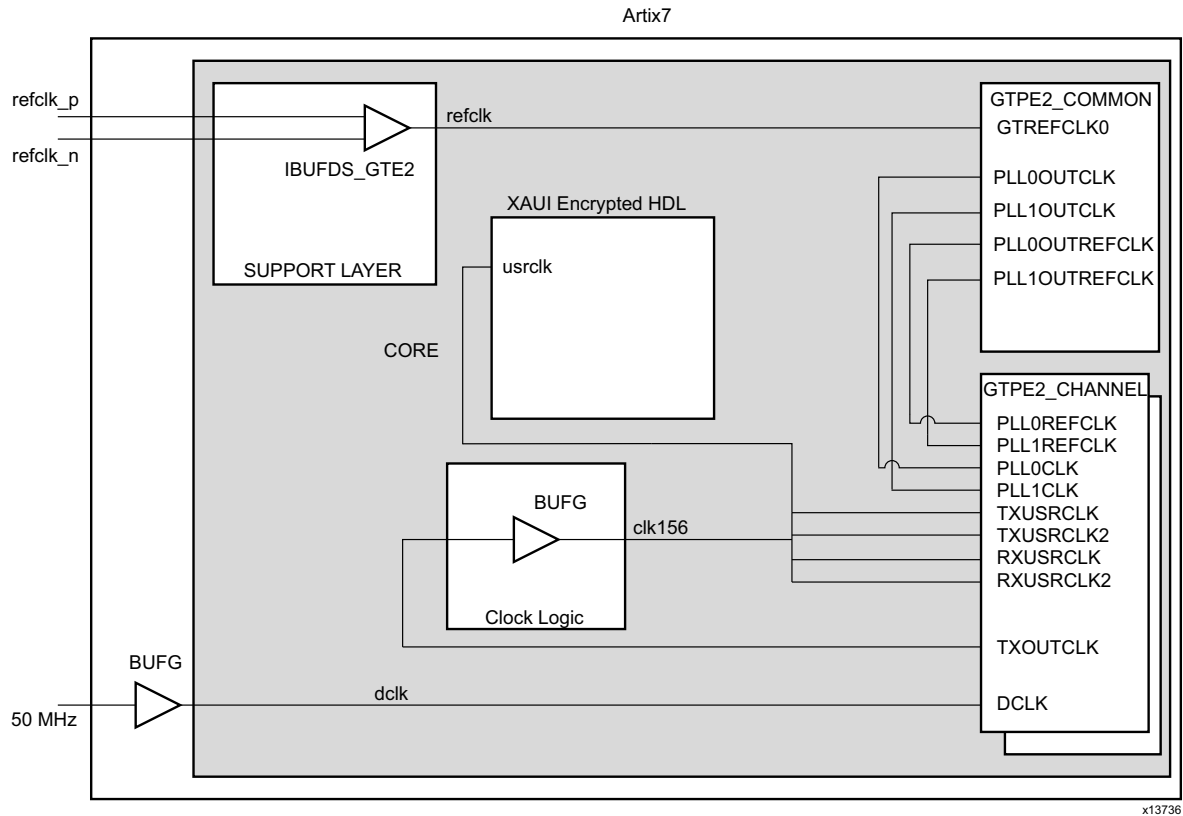 Artix7
refclk_p
refclk_n
IBUFDS_GTE2
SUPPORT LAYER
refclk
GTPE2_COMMON
GTREFCLK0
PLL0OUTCLK
PLL1OUTCLK
PLL0OUTREFCLK
PLL1OUTREFCLK
XAUI Encrypted HDL
usrclk
CORE
GTPE2_CHANNEL
PLL0REFCLK
PLL1REFCLK
PLL0CLK
PLL1CLK
TXUSRCLK
TXUSRCLK2
RXUSRCLK
RXUSRCLK2
TXOUTCLK
DCLK
BUFG
clk156
Clock Logic
BUFG
50 MHz
dclk
x13736